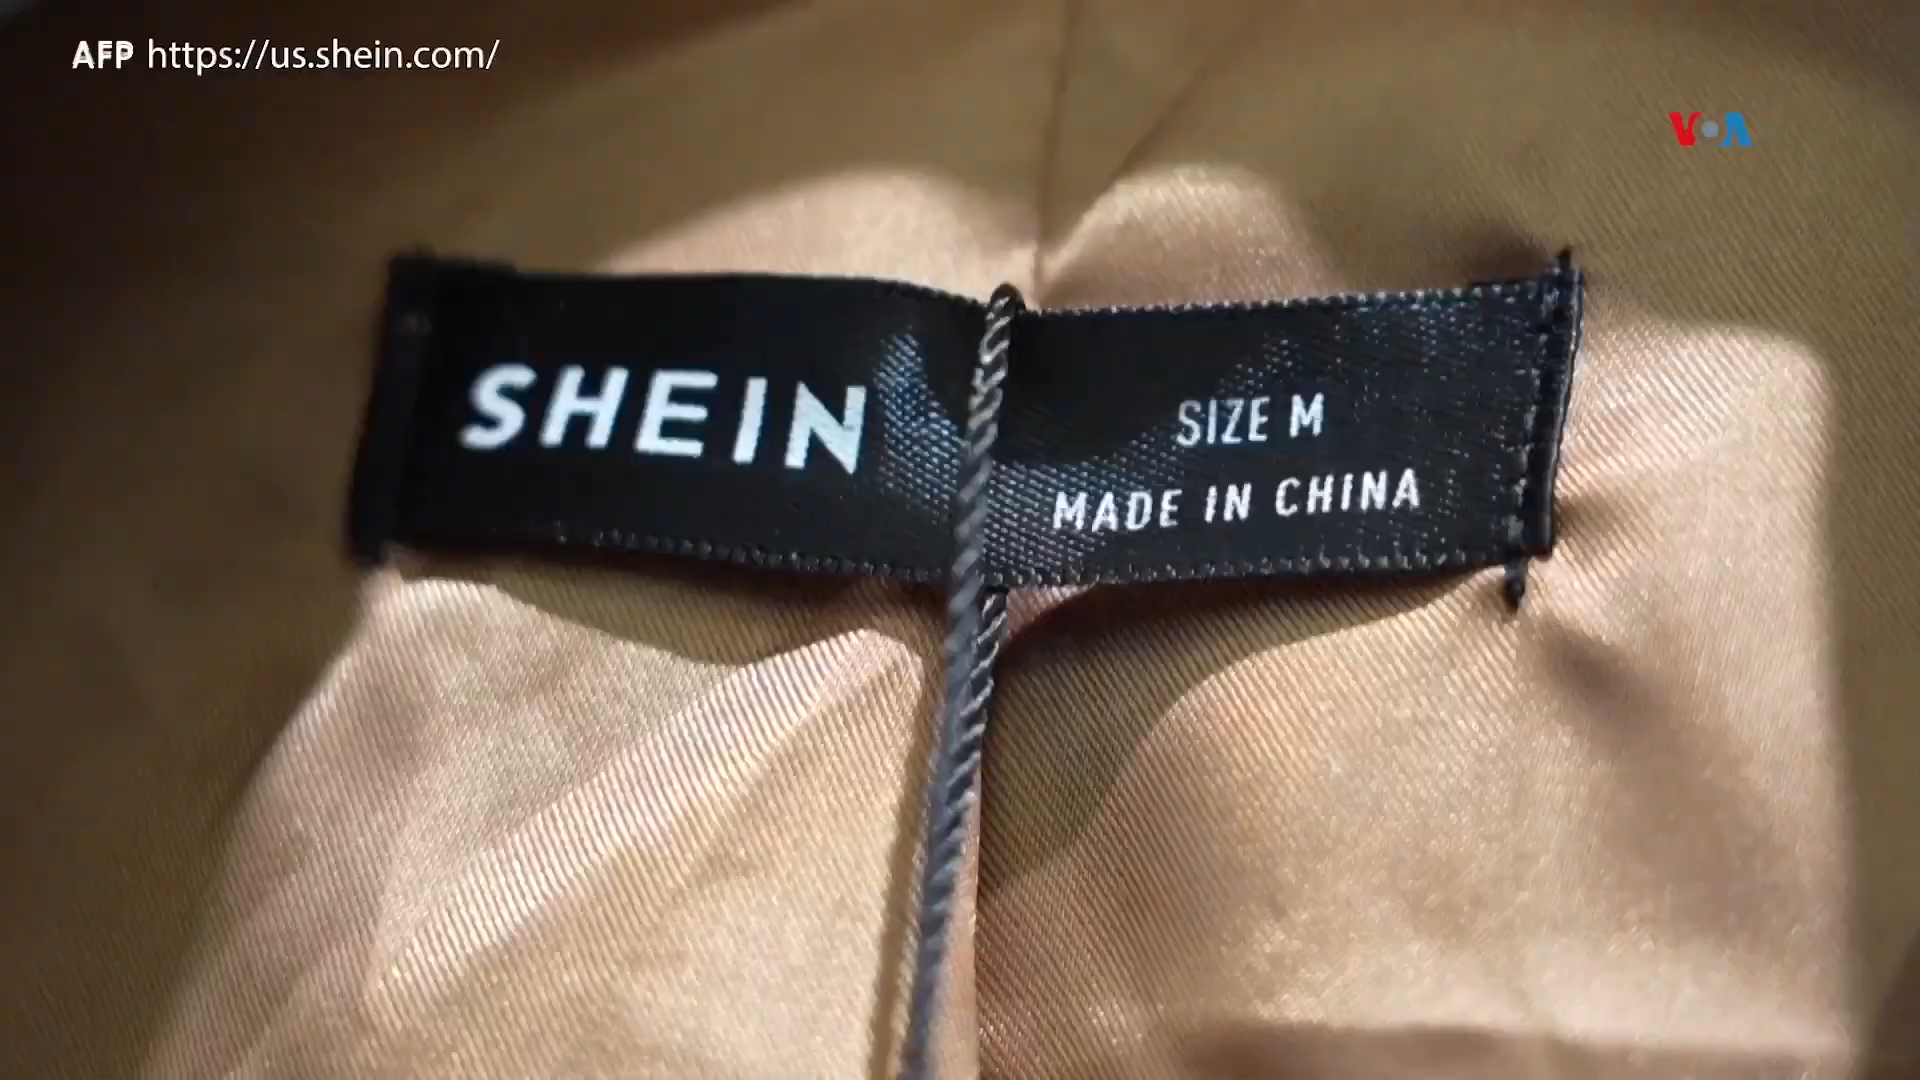 AFP https://us.shein.com/
VOA
SHEIN
SIZE M
MADE IN CHINA